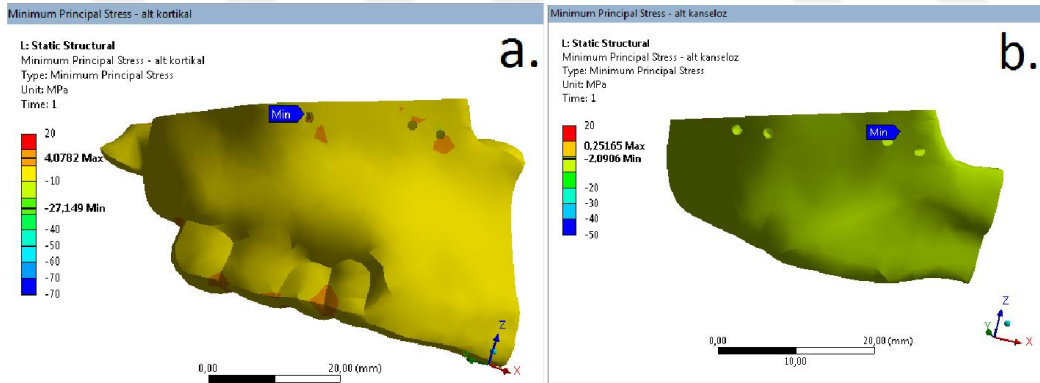 Minimum Principal Stress - alt kortikal
L: Static Structural
Minimum Principal Stress - alt kortikal
Type: Minimum Principal Stress
Unit: MPa
Time: 1
a.
Min
20
4,0782 Max
-10
-27,149 Min
-40
-50
-60
-70
-70
Z
X
0,00
20,00 (mm)
Minimum Principal Stress - alt kanseloz
L: Static Structural
Minimum Principal Stress - alt kanseloz
Type: Minimum Principal Stress
Unit: MPa
Time: 1
b.
Min
20
0,25165 Max
-2,0906 Min
-20
-30
-40
-50
Z
Y
X
0,00
20,00 (mm)
10,00